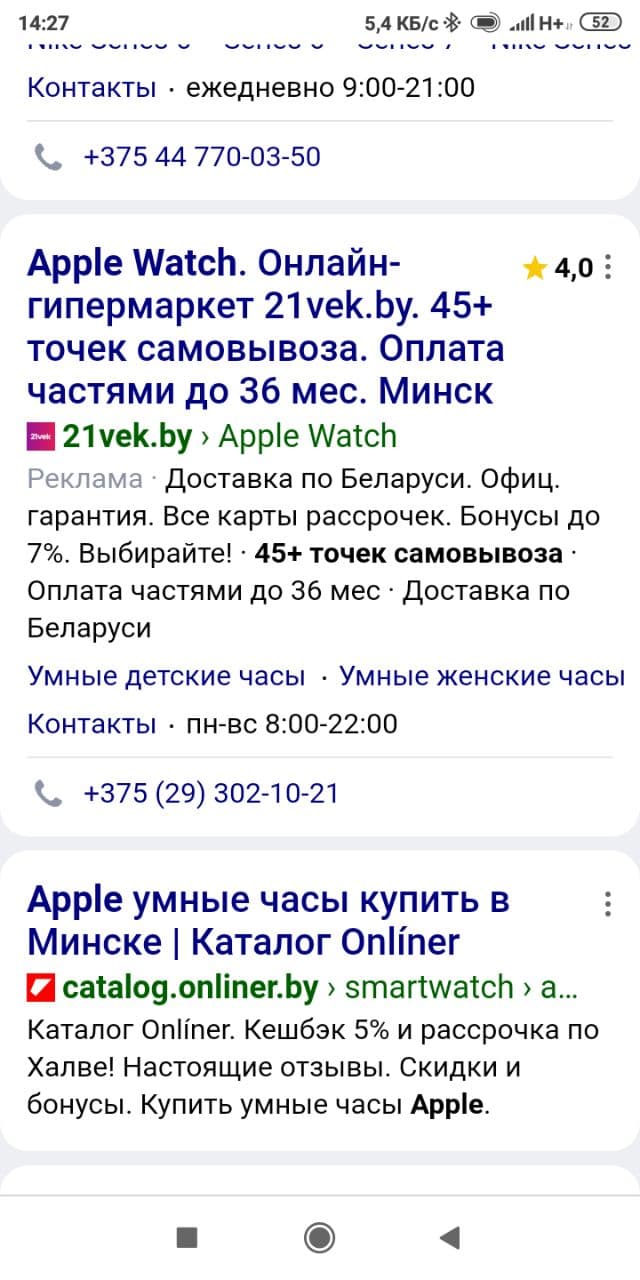 14:27 5,4 КБ/с H+ 52
Nike Series 6
Контакты · ежедневно 9:00-21:00
+375 44 770-03-50
Apple Watch. Онлайн-
гипермаркет 21vek.by. 45+
точек самовывоза. Оплата
частями до 36 мес. Минск
4,0
21vek 21vek.by › Apple Watch
Реклама · Доставка по Беларуси. Офиц.
гарантия. Все карты рассрочек. Бонусы до
7%. Выбирайте! · 45+ точек самовывоза ·
Оплата частями до 36 мес · Доставка по
Беларуси
Умные детские часы · Умные женские часы
Контакты · пн-вс 8:00-22:00
+375 (29) 302-10-21
Apple умные часы купить в
Минске | Каталог Onlíner
catalog.onliner.by › smartwatch › a...
Каталог Onlíner. Кешбэк 5% и рассрочка по
Халве! Настоящие отзывы. Скидки и
бонусы. Купить умные часы Apple.